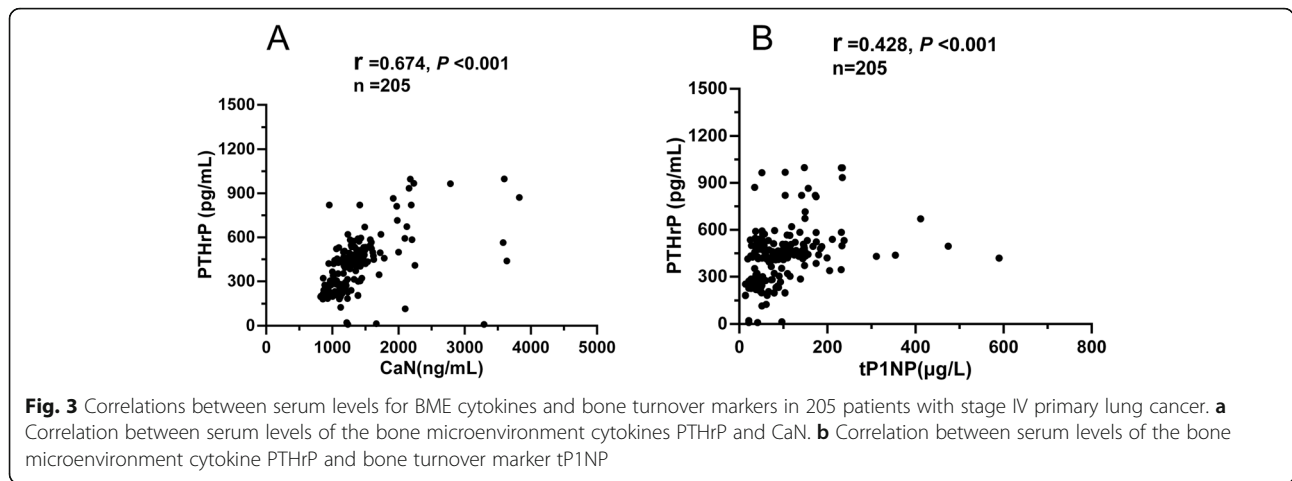 A
r =0.674, P <0.001
n =205
1500
1200
900
600
300
0
PTHrP (pg/mL)
0 1000 2000 3000 4000 5000
CaN(ng/mL)
B
r =0.428, P <0.001
n=205
1500
1200
900
600
300
0
PTHrP (pg/mL)
0 200 400 600 800
tP1NP(µg/L)
Fig. 3 Correlations between serum levels for BME cytokines and bone turnover markers in 205 patients with stage IV primary lung cancer. a
Correlation between serum levels of the bone microenvironment cytokines PTHrP and CaN. b Correlation between serum levels of the bone
microenvironment cytokine PTHrP and bone turnover marker tP1NP